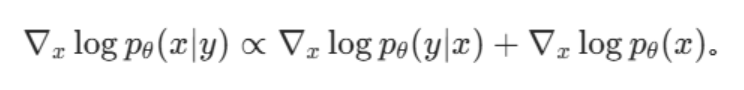 ∇ₓ log p_θ(x|y) ∝ ∇ₓ log p_θ(y|x) + ∇ₓ log p_θ(x)。